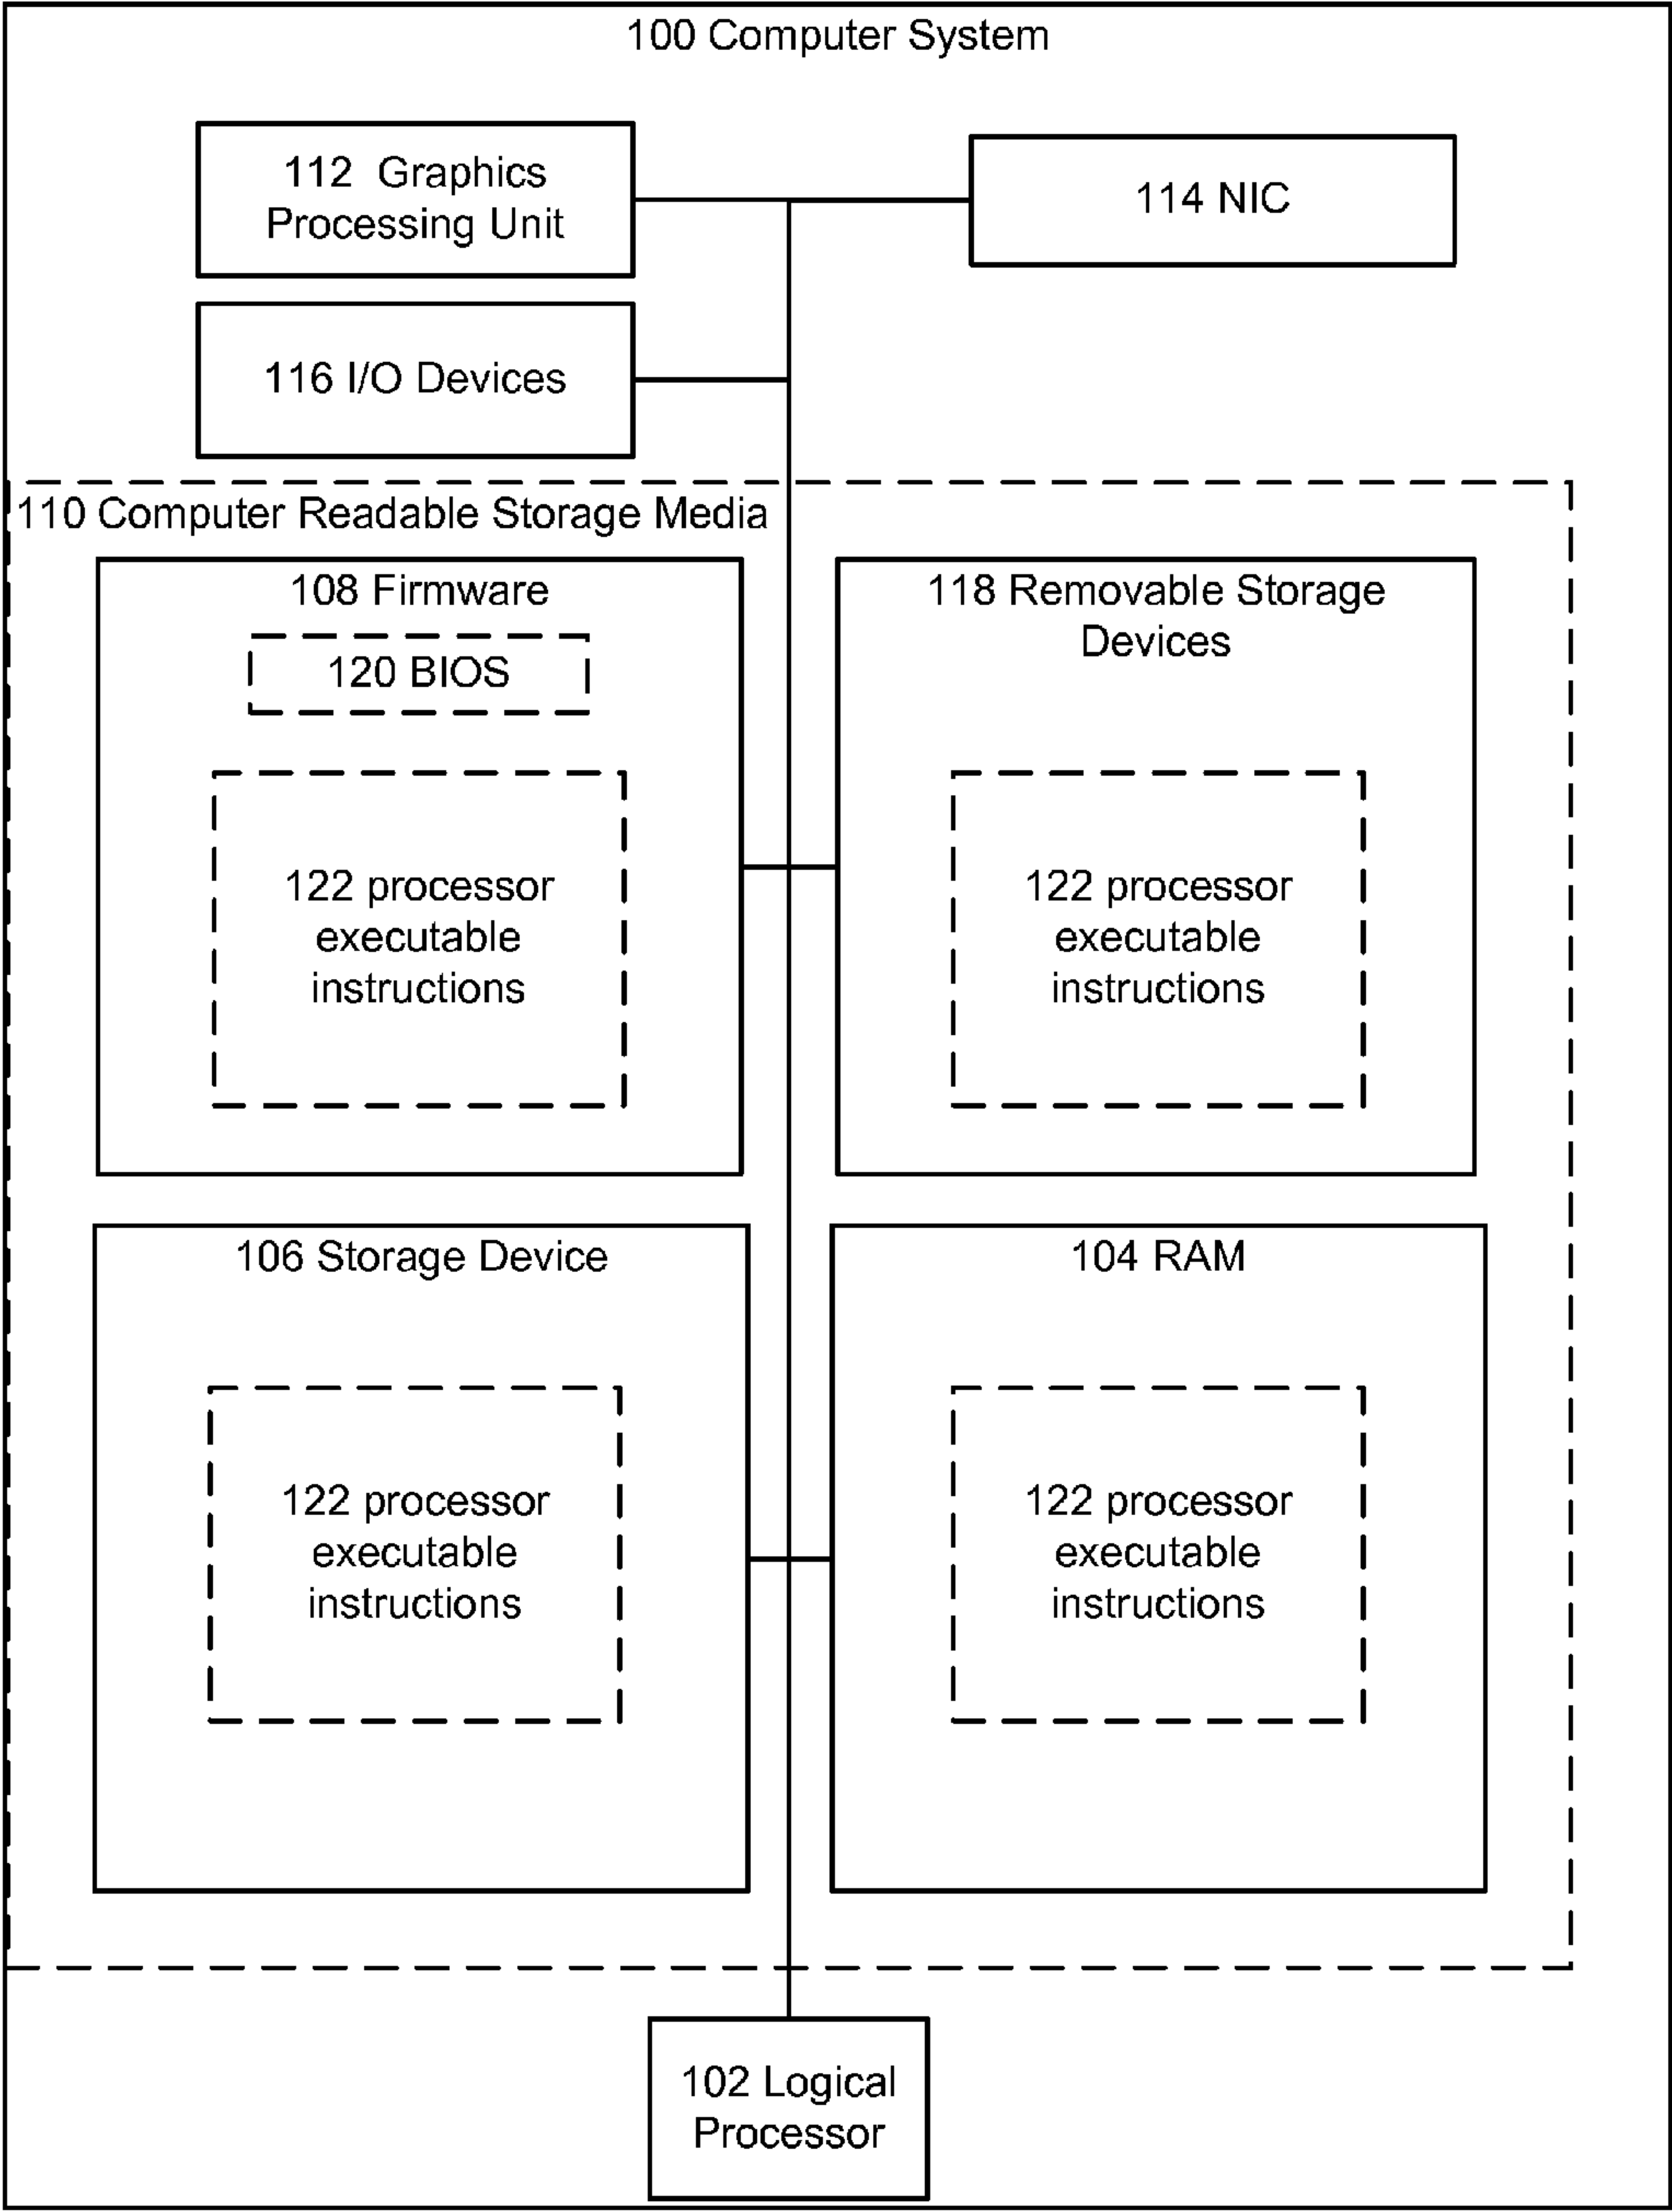 100 Computer System
112 Graphics
Processing Unit
114 NIC
116 I/O Devices
110 Computer Readable Storage Media
108 Firmware
120 BIOS
122 processor
executable
instructions
118 Removable Storage
Devices
122 processor
executable
instructions
106 Storage Device
122 processor
executable
instructions
104 RAM
122 processor
executable
instructions
102 Logical
Processor